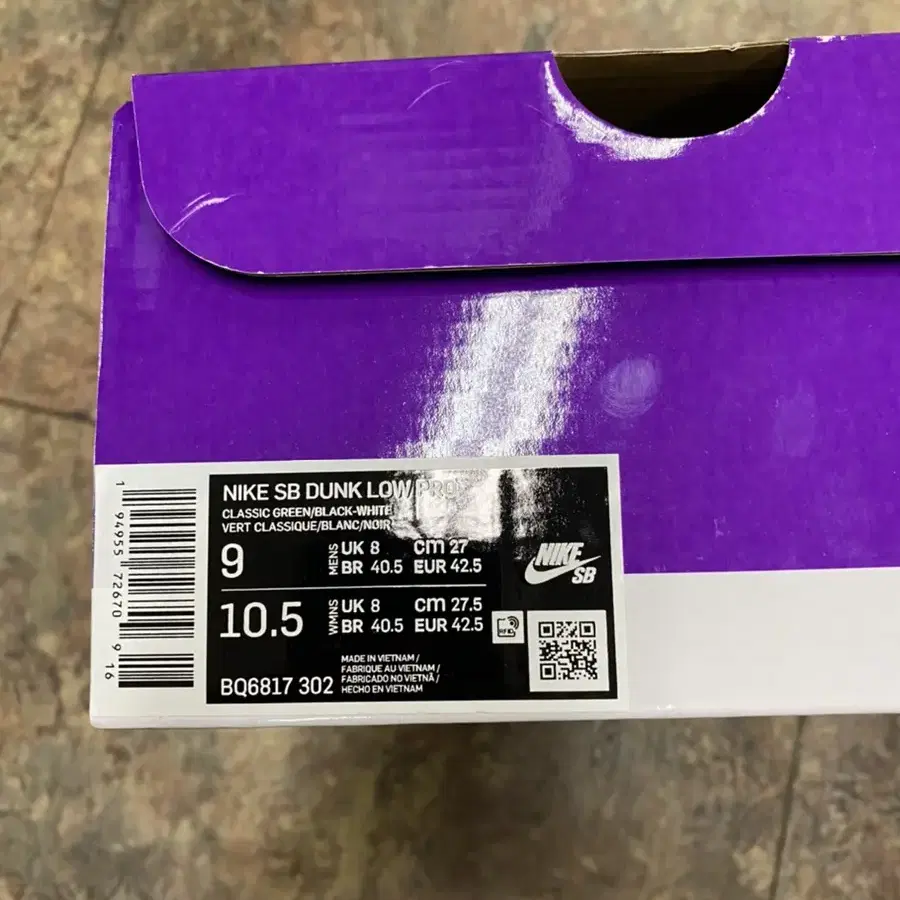 NIKE SB DUNK LOW PRO
CLASSIC GREEN/BLACK-WHITE
VERT CLASSIQUE/BLANC/NOIR
9
MENS
UK 8 cm 27
BR 40.5 EUR 42.5
10.5
WMNS
UK 8 cm 27.5
BR 40.5 EUR 42.5
BQ6817 302
MADE IN VIETNAM /
FABRIQUE AU VIETNAM /
FABRICADO NO VIETNÃ /
HECHO EN VIETNAM
NIKE
SB
RFID
1 94955 72670 9 16